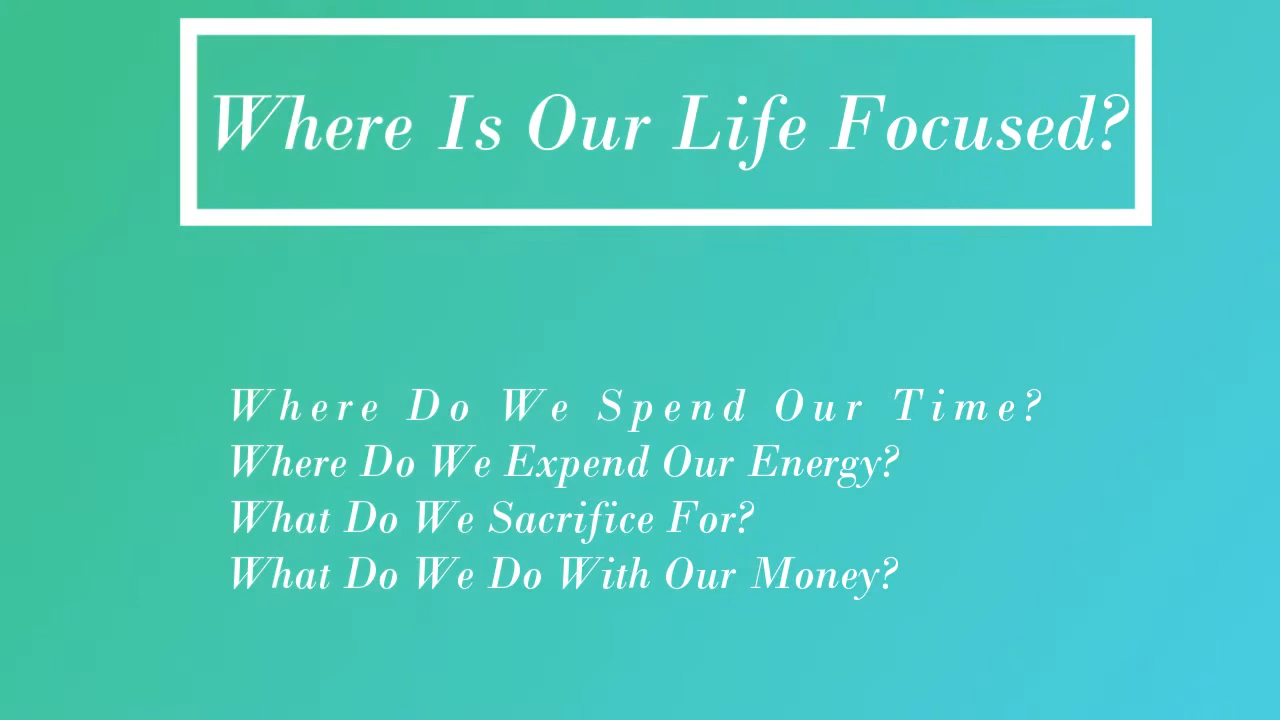 Where Is Our Life Focused?
Where Do We Spend Our Time?
Where Do We Expend Our Energy?
What Do We Sacrifice For?
What Do We Do With Our Money?